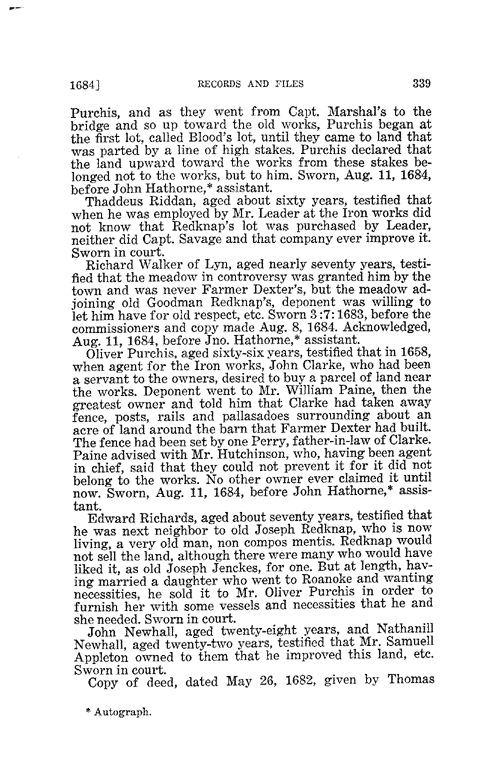 1684] RECORDS AND FILES 339
Purchis, and as they went from Capt. Marshal's to the
bridge and so up toward the old works, Purchis began at
the first lot, called Blood's lot, until they came to land that
was parted by a line of high stakes. Purchis declared that
the land upward toward the works from these stakes be-
longed not to the works, but to him. Sworn, Aug. 11, 1684,
before John Hathorne,* assistant.
Thaddeus Riddan, aged about sixty years, testified that
when he was employed by Mr. Leader at the Iron works did
not know that Redknap's lot was purchased by Leader,
neither did Capt. Savage and that company ever improve it.
Sworn in court.
Richard Walker of Lyn, aged nearly seventy years, testi-
fied that the meadow in controversy was granted him by the
town and was never Farmer Dexter's, but the meadow ad-
joining old Goodman Redknap's, deponent was willing to
let him have for old respect, etc. Sworn 3:7:1683, before the
commissioners and copy made Aug. 8, 1684. Acknowledged,
Aug. 11, 1684, before Jno. Hathorne,* assistant.
Oliver Purchis, aged sixty-six years, testified that in 1658,
when agent for the Iron works, John Clarke, who had been
a servant to the owners, desired to buy a parcel of land near
the works. Deponent went to Mr. William Paine, then the
greatest owner and told him that Clarke had taken away
fence, posts, rails and pallasadoes surrounding about an
acre of land around the barn that Farmer Dexter had built.
The fence had been set by one Perry, father-in-law of Clarke.
Paine advised with Mr. Hutchinson, who, having been agent
in chief, said that they could not prevent it for it did not
belong to the works. No other owner ever claimed it until
now. Sworn, Aug. 11, 1684, before John Hathorne,* assis-
tant.
Edward Richards, aged about seventy years, testified that
he was next neighbor to old Joseph Redknap, who is now
living, a very old man, non compos mentis. Redknap would
not sell the land, although there were many who would have
liked it, as old Joseph Jenckes, for one. But at length, hav-
ing married a daughter who went to Roanoke and wanting
necessities, he sold it to Mr. Oliver Purchis in order to
furnish her with some vessels and necessities that he and
she needed. Sworn in court.
John Newhall, aged twenty-eight years, and Nathanill
Newhall, aged twenty-two years, testified that Mr. Samuell
Appleton owned to them that he improved this land, etc.
Sworn in court.
Copy of deed, dated May 26, 1682, given by Thomas
* Autograph.